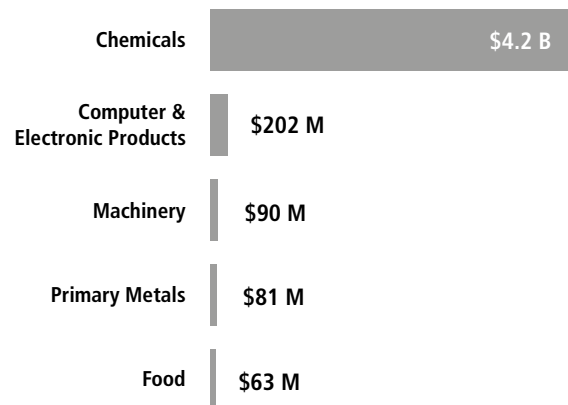 Chemicals $4.2 B
Computer &
Electronic Products $202 M
Machinery $90 M
Primary Metals $81 M
Food $63 M